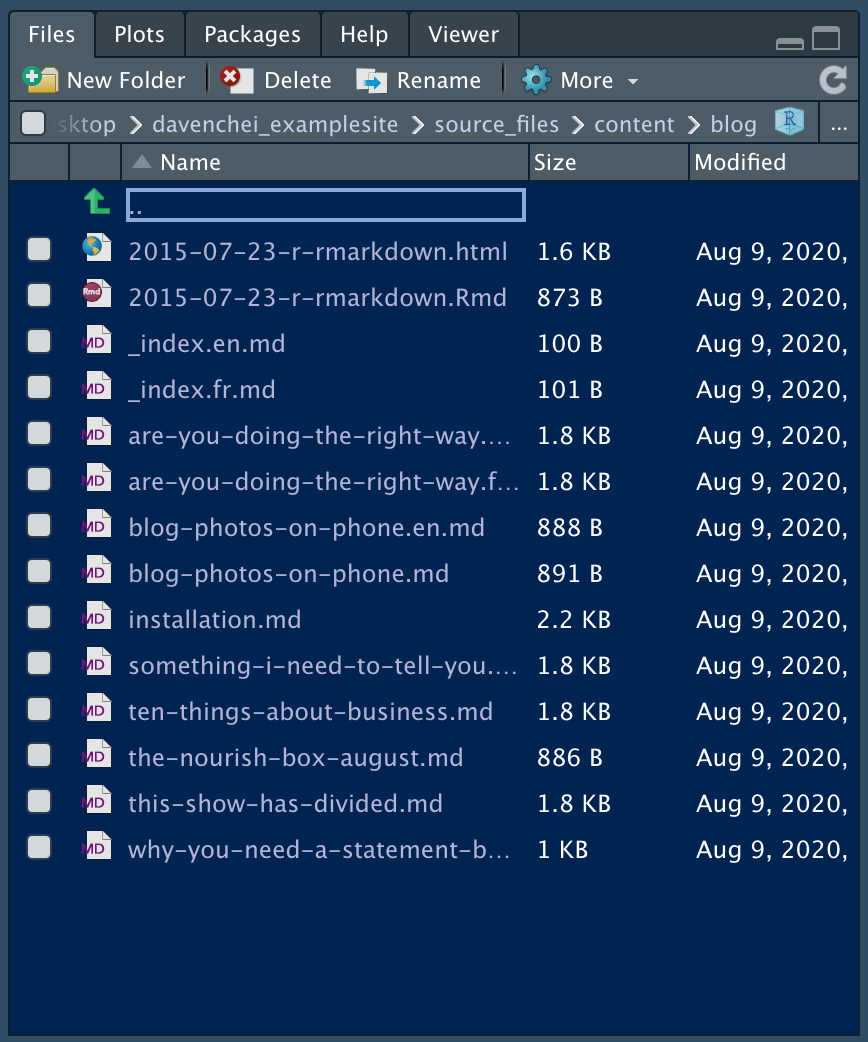 Files Plots Packages Help Viewer
New Folder Delete Rename More
sktop davenchei_examplesite source_files content blog R ...
Name Size Modified
..
2015-07-23-r-rmarkdown.html 1.6 KB Aug 9, 2020,
Rmd 2015-07-23-r-rmarkdown.Rmd 873 B Aug 9, 2020,
MD _index.en.md 100 B Aug 9, 2020,
MD _index.fr.md 101 B Aug 9, 2020,
MD are-you-doing-the-right-way.... 1.8 KB Aug 9, 2020,
MD are-you-doing-the-right-way.f... 1.8 KB Aug 9, 2020,
MD blog-photos-on-phone.en.md 888 B Aug 9, 2020,
MD blog-photos-on-phone.md 891 B Aug 9, 2020,
MD installation.md 2.2 KB Aug 9, 2020,
MD something-i-need-to-tell-you.... 1.8 KB Aug 9, 2020,
MD ten-things-about-business.md 1.8 KB Aug 9, 2020,
MD the-nourish-box-august.md 886 B Aug 9, 2020,
MD this-show-has-divided.md 1.8 KB Aug 9, 2020,
MD why-you-need-a-statement-b... 1 KB Aug 9, 2020,